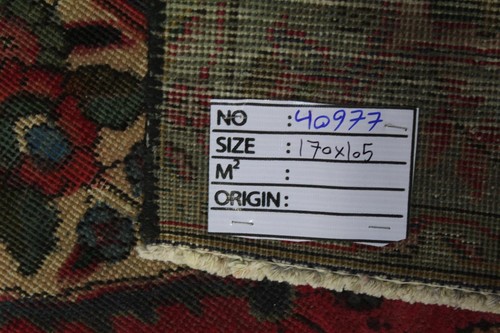 NO : 40977
SIZE : 170x105
M² :
ORIGIN :